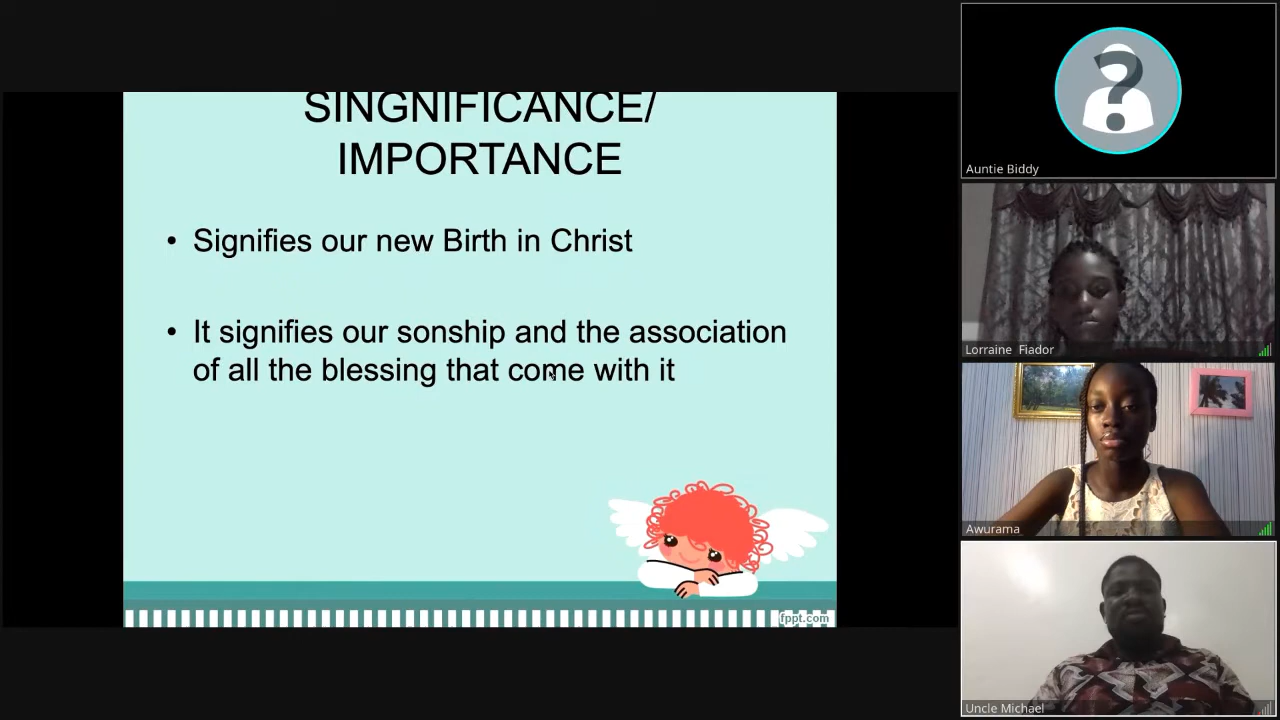 SINGNIFICANCE/
IMPORTANCE
• Signifies our new Birth in Christ
• It signifies our sonship and the association
of all the blessing that come with it
fppt.com
?
Auntie Biddy
Lorraine Fiador
Awurama
Uncle Michael